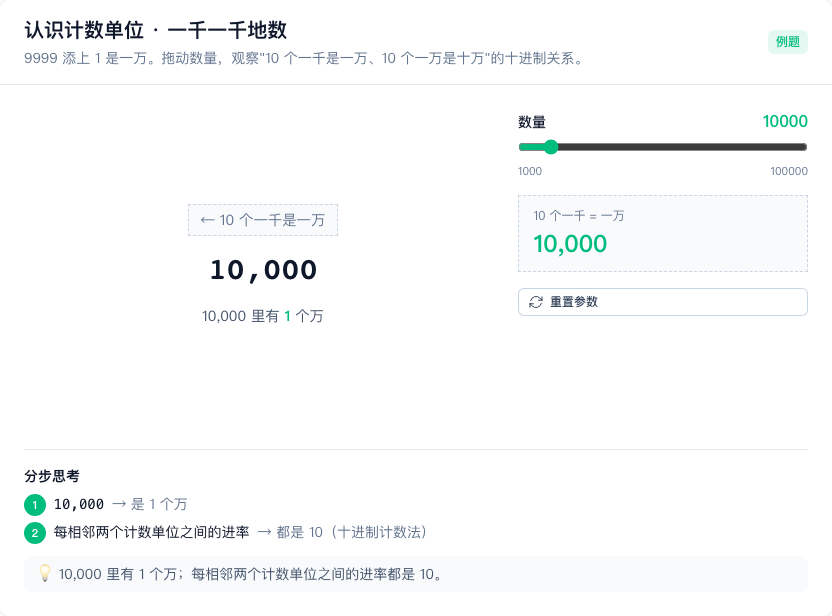 认识计数单位 · 一千一千地数
9999 添上 1 是一万。拖动数量，观察"10 个一千是一万、10 个一万是十万"的十进制关系。
例题
数量
10000
1000
100000
← 10 个一千是一万
10,000
10,000 里有 1 个万
10 个一千 = 一万
10,000
重置参数
分步思考
1 10,000 → 是 1 个万
2 每相邻两个计数单位之间的进率 → 都是 10（十进制计数法）
10,000 里有 1 个万；每相邻两个计数单位之间的进率都是 10。